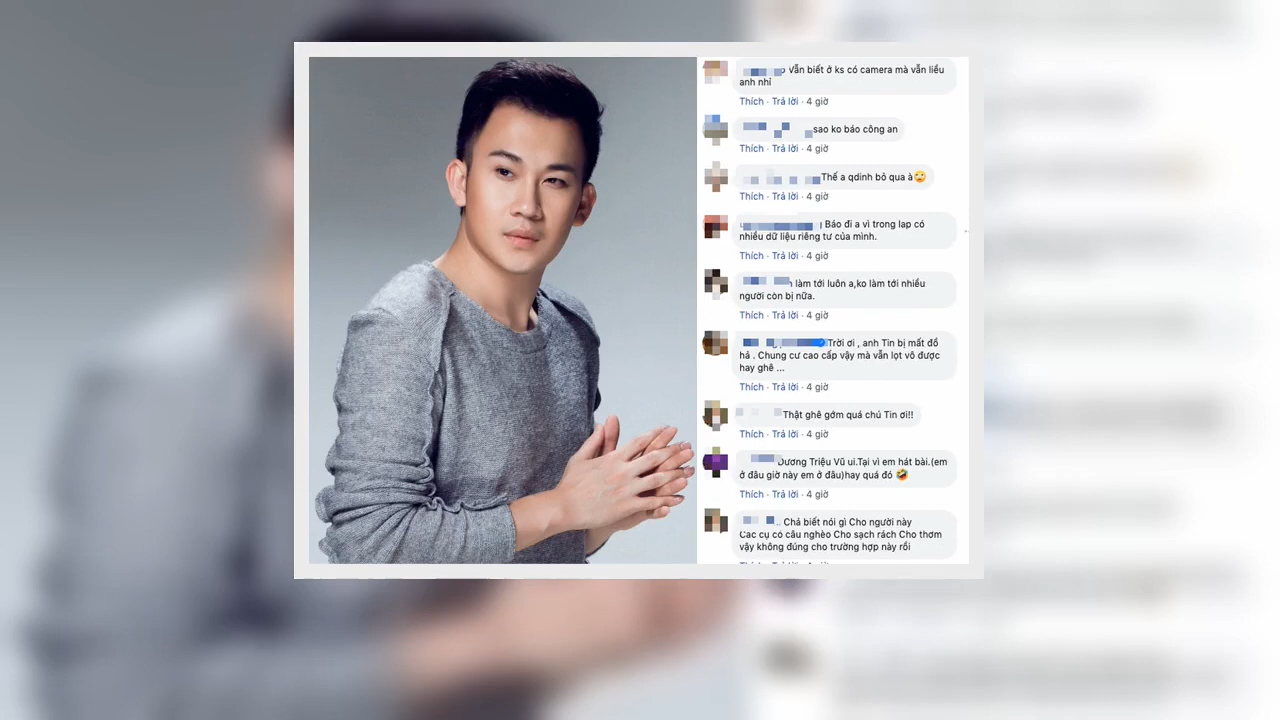 Vẫn biết ở ks có camera mà vẫn liều
anh nhỉ
Thích · Trả lời · 4 giờ
sao ko báo công an
Thích · Trả lời · 4 giờ
Thế a qdinh bỏ qua à🙄
Thích · Trả lời · 4 giờ
Báo đi a vì trong lap có
nhiều dữ liệu riêng tư của mình.
Thích · Trả lời · 4 giờ
làm tới luôn a,ko làm tới nhiều
người còn bị nữa.
Thích · Trả lời · 4 giờ
Trời ơi , anh Tin bị mất đồ
hả . Chung cư cao cấp vậy mà vẫn lọt vô được
hay ghê ...
Thích · Trả lời · 4 giờ
Thật ghê gớm quá chú Tin ơi!!
Thích · Trả lời · 4 giờ
Dương Triệu Vũ ui.Tại vì em hát bài.(em
ở đâu giờ này em ở đâu)hay quá đó 🤣
Thích · Trả lời · 4 giờ
Chả biết nói gì Cho người này
Các cụ có câu nghèo Cho sạch rách Cho thơm
vậy không đúng cho trường hợp này rồi